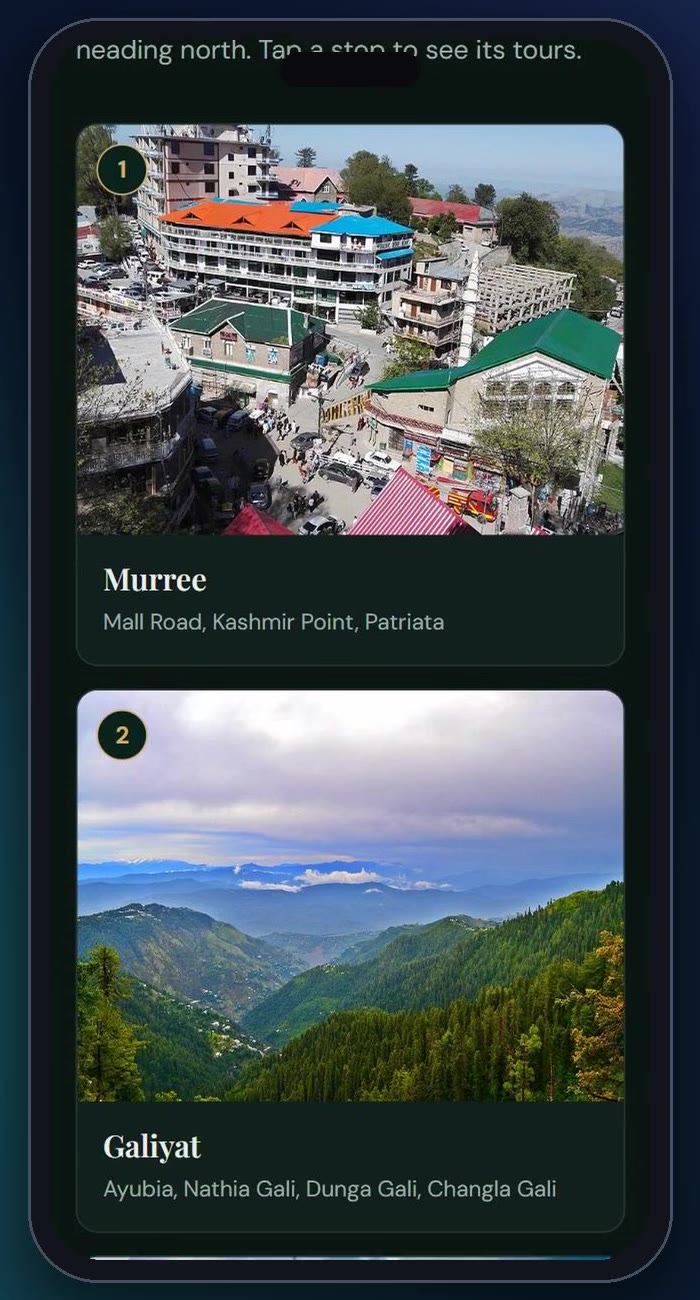 heading north. Tap a stop to see its tours.
1
Murree
Mall Road, Kashmir Point, Patriata
2
Galiyat
Ayubia, Nathia Gali, Dunga Gali, Changla Gali